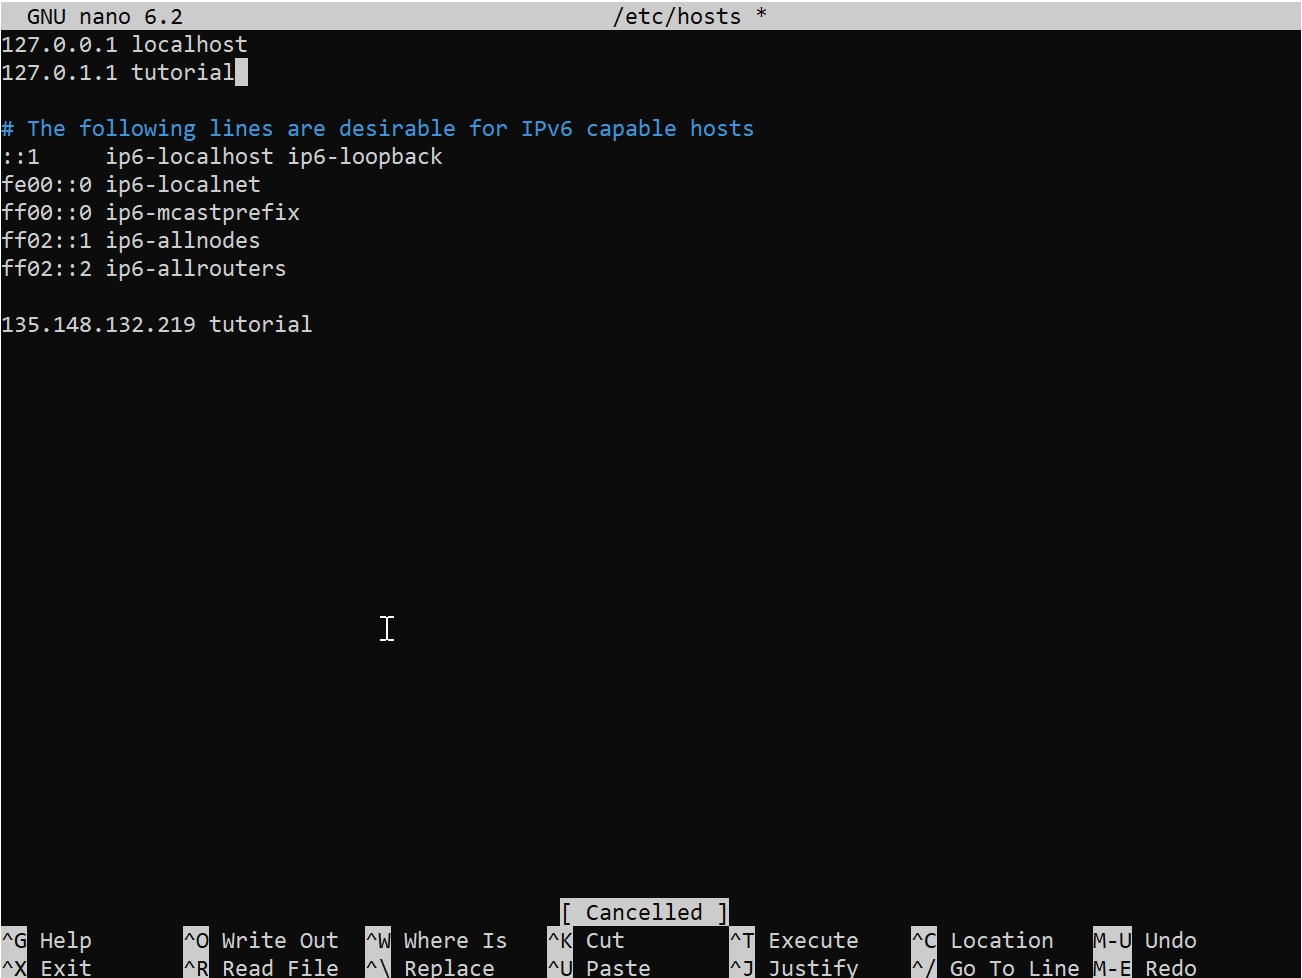 GNU nano 6.2 /etc/hosts *
127.0.0.1 localhost
127.0.1.1 tutorial
# The following lines are desirable for IPv6 capable hosts
::1     ip6-localhost ip6-loopback
fe00::0 ip6-localnet
ff00::0 ip6-mcastprefix
ff02::1 ip6-allnodes
ff02::2 ip6-allrouters
135.148.132.219 tutorial
[ Cancelled ]
^G Help ^O Write Out ^W Where Is ^K Cut ^T Execute ^C Location M-U Undo
^X Exit ^R Read File ^\ Replace ^U Paste ^J Justify ^/ Go To Line M-E Redo